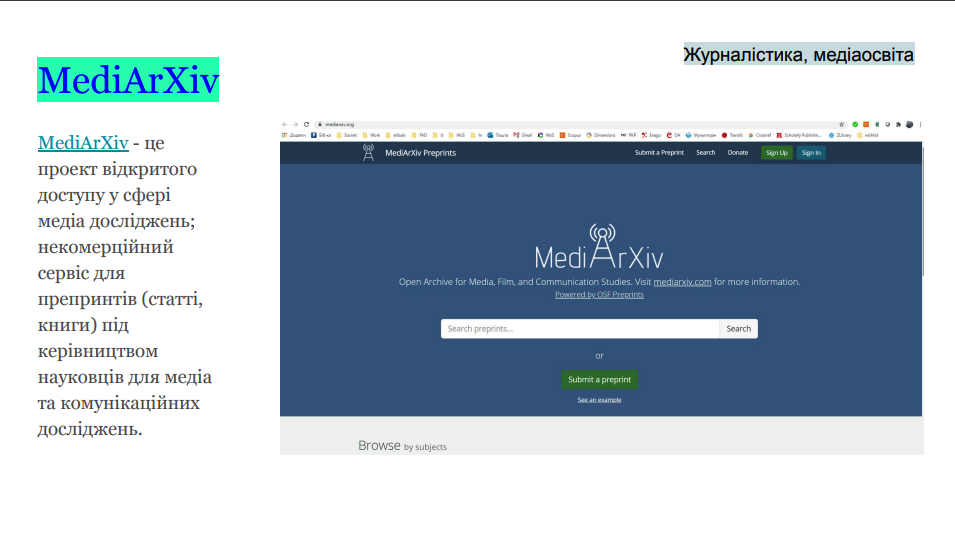 Журналістика, медіаосвіта
MediArXiv
MediArXiv - це
проект відкритого
доступу у сфері
медіа досліджень;
некомерційний
сервіс для
препринтів (статті,
книги) під
керівництвом
науковців для медіа
та комунікаційних
досліджень.
mediarxiv.org
MediArXiv Preprints
Submit a Preprint Search Donate Sign Up Sign In
MediArXiv
Open Archive for Media, Film, and Communication Studies. Visit mediarxiv.com for more information.
Powered by OSF Preprints
Search preprints... Search
or
Submit a preprint
See an example
Browse by subjects